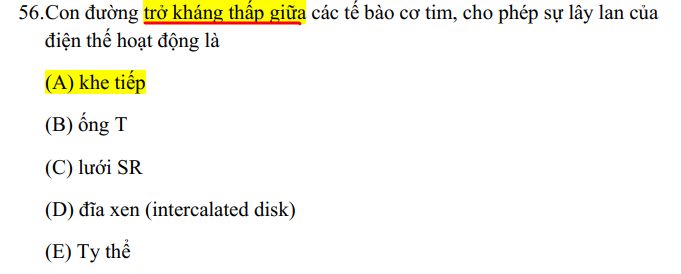 56.Con đường trở kháng thấp giữa các tế bào cơ tim, cho phép sự lây lan của
điện thế hoạt động là
(A) khe tiếp
(B) ống T
(C) lưới SR
(D) đĩa xen (intercalated disk)
(E) Ty thể